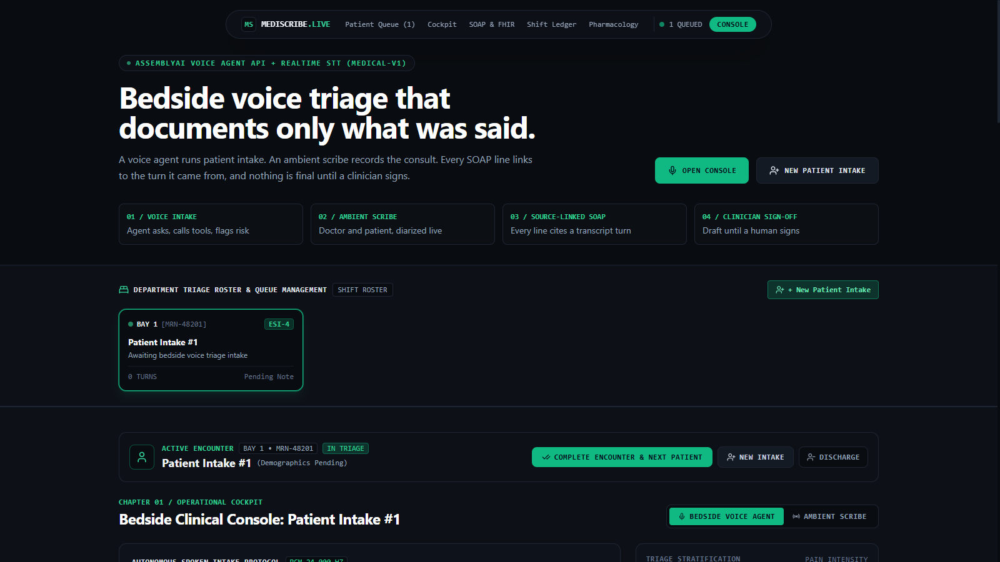 MS MEDISCRIBE.LIVE Patient Queue (1) Cockpit SOAP & FHIR Shift Ledger Pharmacology 1 QUEUED CONSOLE
ASSEMBLYAI VOICE AGENT API + REALTIME STT (MEDICAL-V1)
Bedside voice triage that
documents only what was said.
A voice agent runs patient intake. An ambient scribe records the consult. Every SOAP line links
to the turn it came from, and nothing is final until a clinician signs.
OPEN CONSOLE NEW PATIENT INTAKE
01 / VOICE INTAKE
Agent asks, calls tools, flags risk
02 / AMBIENT SCRIBE
Doctor and patient, diarized live
03 / SOURCE-LINKED SOAP
Every line cites a transcript turn
04 / CLINICIAN SIGN-OFF
Draft until a human signs
DEPARTMENT TRIAGE ROSTER & QUEUE MANAGEMENT SHIFT ROSTER + New Patient Intake
BAY 1 [MRN-48201] ESI-4
Patient Intake #1
Awaiting bedside voice triage intake
0 TURNS Pending Note
ACTIVE ENCOUNTER BAY 1 • MRN-48201 IN TRIAGE
Patient Intake #1 (Demographics Pending)
COMPLETE ENCOUNTER & NEXT PATIENT NEW INTAKE DISCHARGE
CHAPTER 01 / OPERATIONAL COCKPIT
Bedside Clinical Console: Patient Intake #1
BEDSIDE VOICE AGENT AMBIENT SCRIBE
AUTONOMOUS SPOKEN INTAKE PROTOCOL PCM 24,000 HZ
TRIAGE STRATIFICATION PAIN INTENSITY